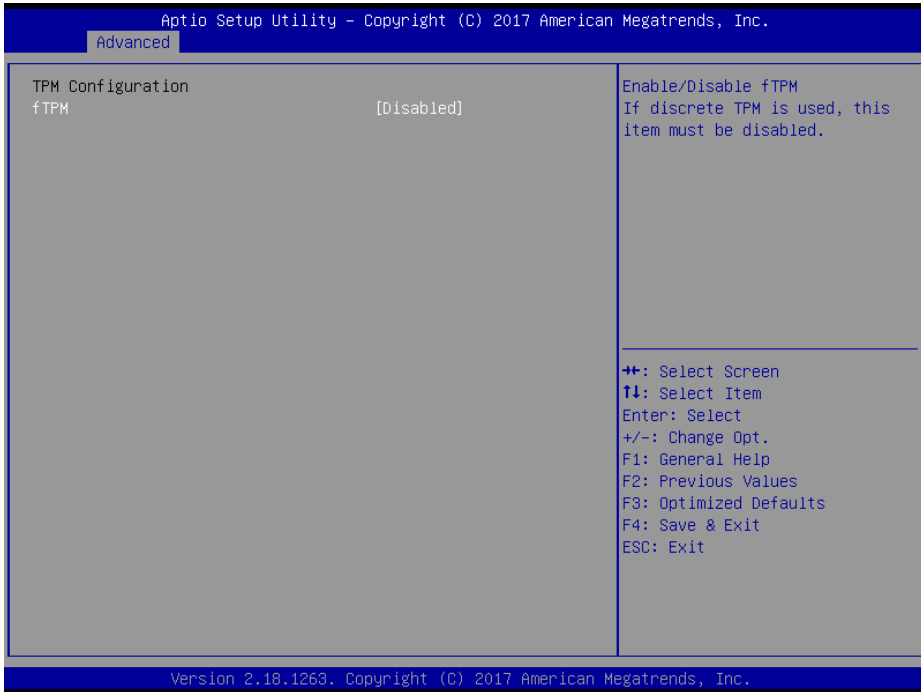 Aptio Setup Utility – Copyright (C) 2017 American Megatrends, Inc.
Advanced
TPM Configuration
fTPM [Disabled]
Enable/Disable fTPM
If discrete TPM is used, this
item must be disabled.
→←: Select Screen
↑↓: Select Item
Enter: Select
+/-: Change Opt.
F1: General Help
F2: Previous Values
F3: Optimized Defaults
F4: Save & Exit
ESC: Exit
Version 2.18.1263. Copyright (C) 2017 American Megatrends, Inc.